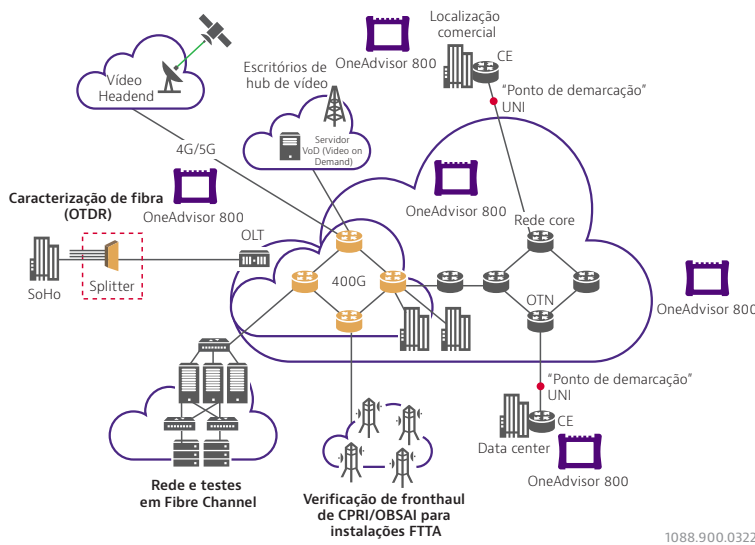 Localização
comercial
CE
OneAdvisor 800
"Ponto de demarcação"
UNI
Vídeo
Headend
Escritórios de
hub de vídeo
Servidor
VoD (Video on
Demand)
4G/5G
OneAdvisor 800
Caracterização de fibra
(OTDR)
OneAdvisor 800
Rede core
OLT
SoHo
Splitter
400G
OTN
OneAdvisor 800
"Ponto de demarcação"
UNI
CE
Data center
OneAdvisor 800
Rede e testes
em Fibre Channel
Verificação de fronthaul
de CPRI/OBSAI para
instalações FTTA
1088.900.0322